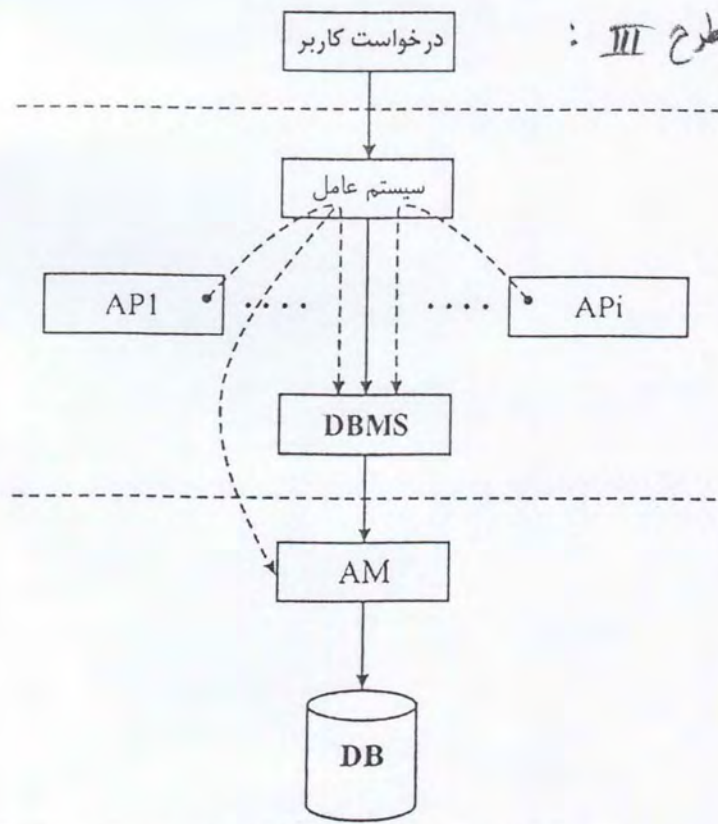 طرح III :
درخواست کاربر
سیستم عامل
AP1 .... .... APi
DBMS
AM
DB